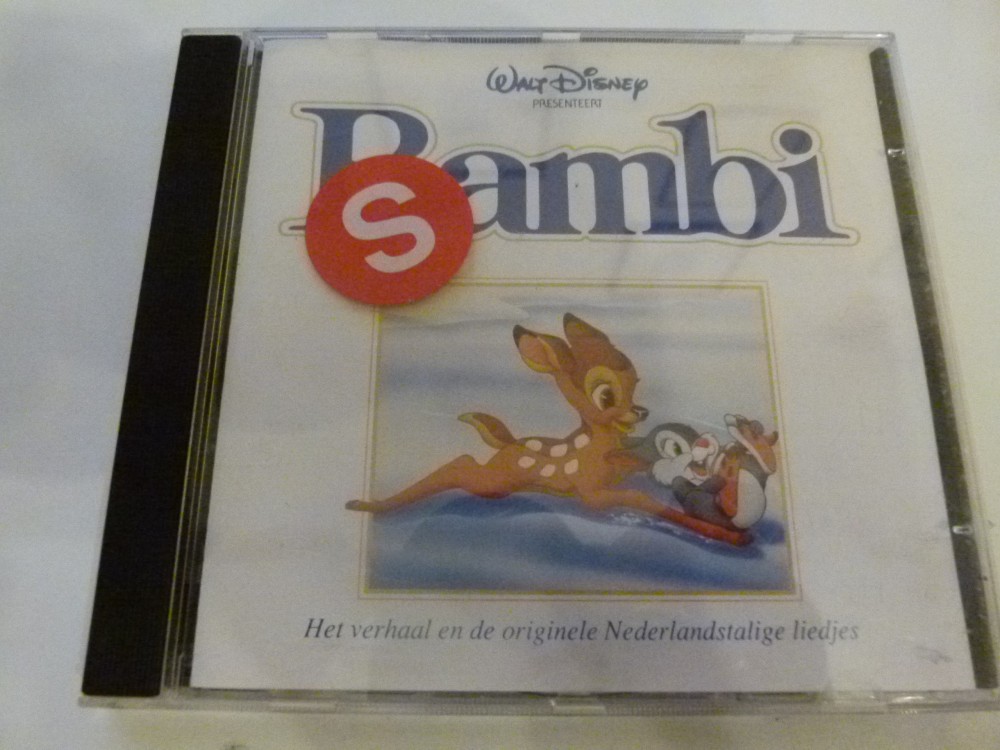 WALT DISNEY
PRESENTEERT
Bambi
S
Het verhaal en de originele Nederlandstalige liedjes